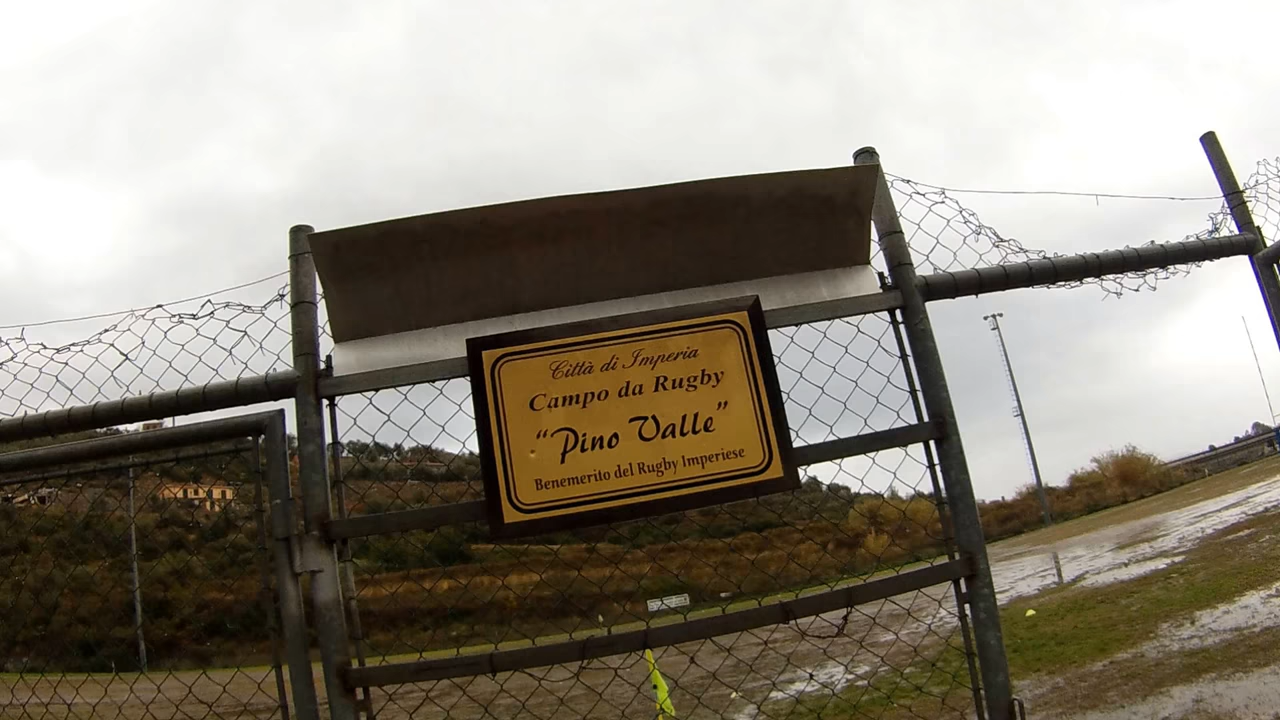 Città di Imperia
Campo da Rugby
"Pino Valle"
Benemerito del Rugby Imperiese